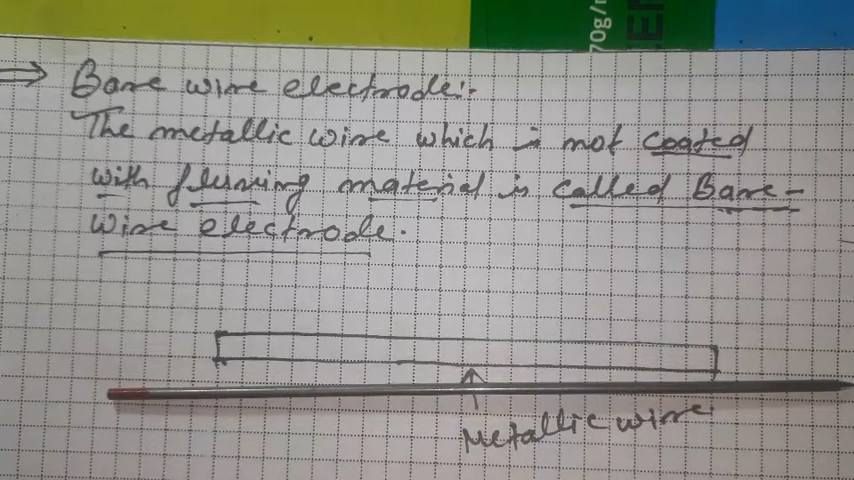 70g/m
⇒ Bare wire electrode:-
The metallic wire which is not coated
with fluxing material is called Bare-
wire electrode.
Metallic wire